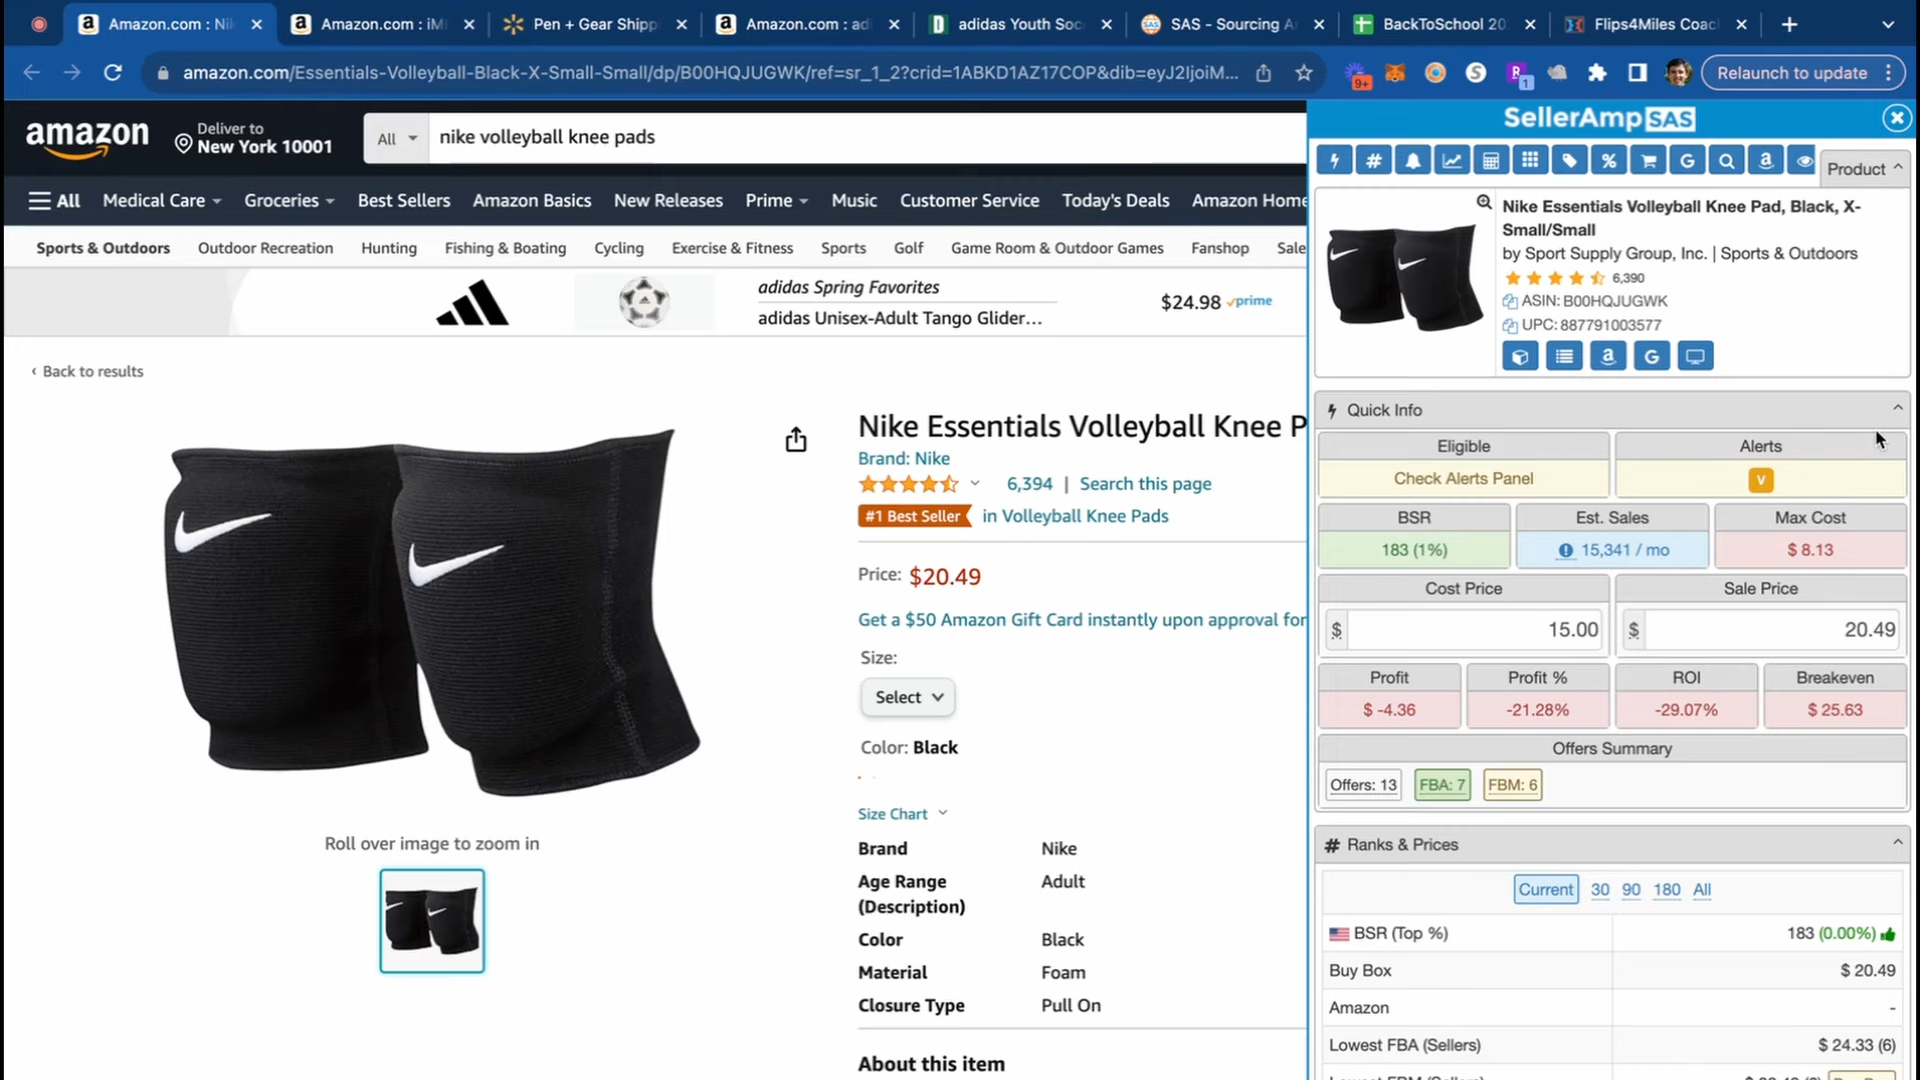 Amazon.com : Ni
Amazon.com : iM
Pen + Gear Shipp
Amazon.com : ad
adidas Youth Soc
SAS - Sourcing A
BackToSchool 20
Flips4Miles Coac
amazon.com/Essentials-Volleyball-Black-X-Small-Small/dp/B00HQJUGWK/ref=sr_1_2?crid=1ABKD1AZ17COP&dib=eyJ2IjoiM...
9+
1
Relaunch to update
amazon
Deliver to
New York 10001
All
nike volleyball knee pads
All
Medical Care
Groceries
Best Sellers
Amazon Basics
New Releases
Prime
Music
Customer Service
Today's Deals
Amazon Home
Sports & Outdoors
Outdoor Recreation
Hunting
Fishing & Boating
Cycling
Exercise & Fitness
Sports
Golf
Game Room & Outdoor Games
Fanshop
Sale
adidas Spring Favorites
adidas Unisex-Adult Tango Glider...
$24.98 prime
‹ Back to results
Roll over image to zoom in
Nike Essentials Volleyball Knee P
Brand: Nike
6,394 | Search this page
#1 Best Seller in Volleyball Knee Pads
Price: $20.49
Get a $50 Amazon Gift Card instantly upon approval for
Size:
Select
Color: Black
Size Chart
Brand Nike
Age Range Adult
(Description)
Color Black
Material Foam
Closure Type Pull On
About this item
SellerAmp SAS
Product
Nike Essentials Volleyball Knee Pad, Black, X-
Small/Small
by Sport Supply Group, Inc. | Sports & Outdoors
6,390
ASIN: B00HQJUGWK
UPC: 887791003577
Quick Info
Eligible
Alerts
Check Alerts Panel
V
BSR
Est. Sales
Max Cost
183 (1%)
15,341 / mo
$ 8.13
Cost Price
Sale Price
$ 15.00
$ 20.49
Profit
Profit %
ROI
Breakeven
$ -4.36
-21.28%
-29.07%
$ 25.63
Offers Summary
Offers: 13
FBA: 7
FBM: 6
# Ranks & Prices
Current 30 90 180 All
BSR (Top %) 183 (0.00%)
Buy Box $ 20.49
Amazon -
Lowest FBA (Sellers) $ 24.33 (6)